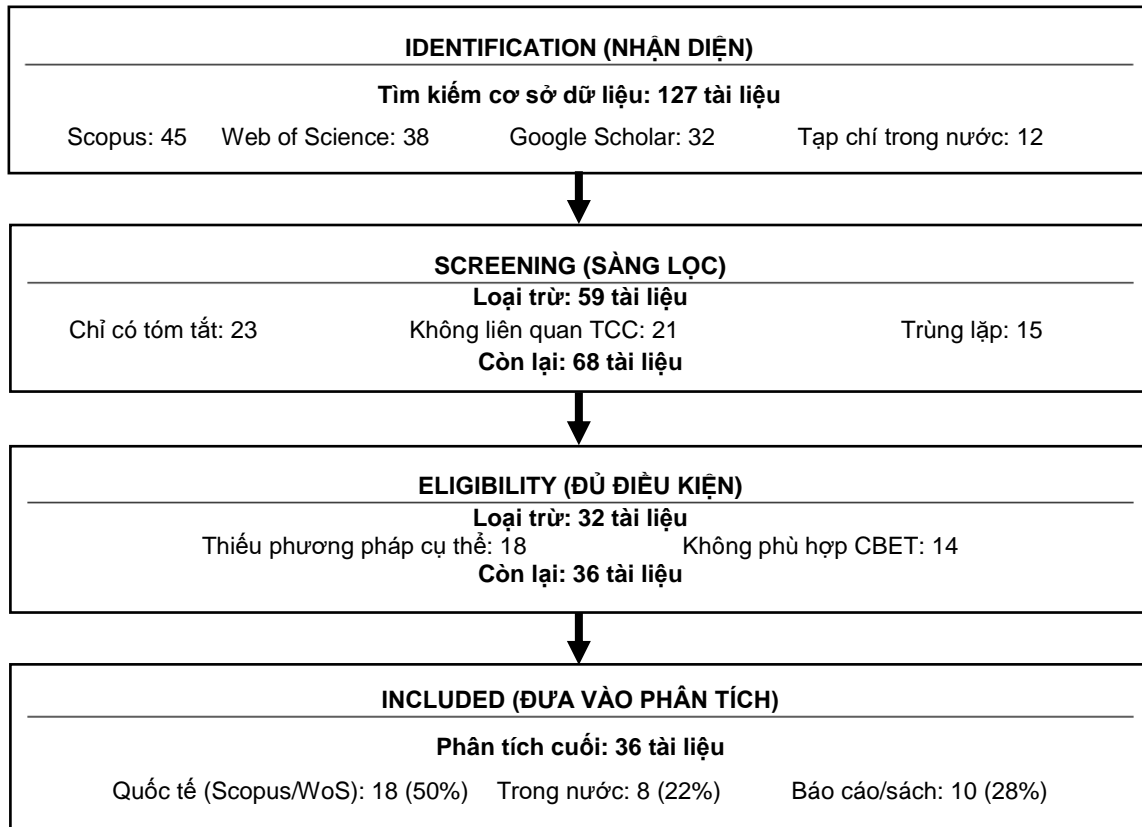 IDENTIFICATION (NHẬN DIỆN)
Tìm kiếm cơ sở dữ liệu: 127 tài liệu
Scopus: 45 Web of Science: 38 Google Scholar: 32 Tạp chí trong nước: 12
SCREENING (SÀNG LỌC)
Loại trừ: 59 tài liệu
Chỉ có tóm tắt: 23 Không liên quan TCC: 21 Trùng lặp: 15
Còn lại: 68 tài liệu
ELIGIBILITY (ĐỦ ĐIỀU KIỆN)
Loại trừ: 32 tài liệu
Thiếu phương pháp cụ thể: 18 Không phù hợp CBET: 14
Còn lại: 36 tài liệu
INCLUDED (ĐƯA VÀO PHÂN TÍCH)
Phân tích cuối: 36 tài liệu
Quốc tế (Scopus/WoS): 18 (50%) Trong nước: 8 (22%) Báo cáo/sách: 10 (28%)